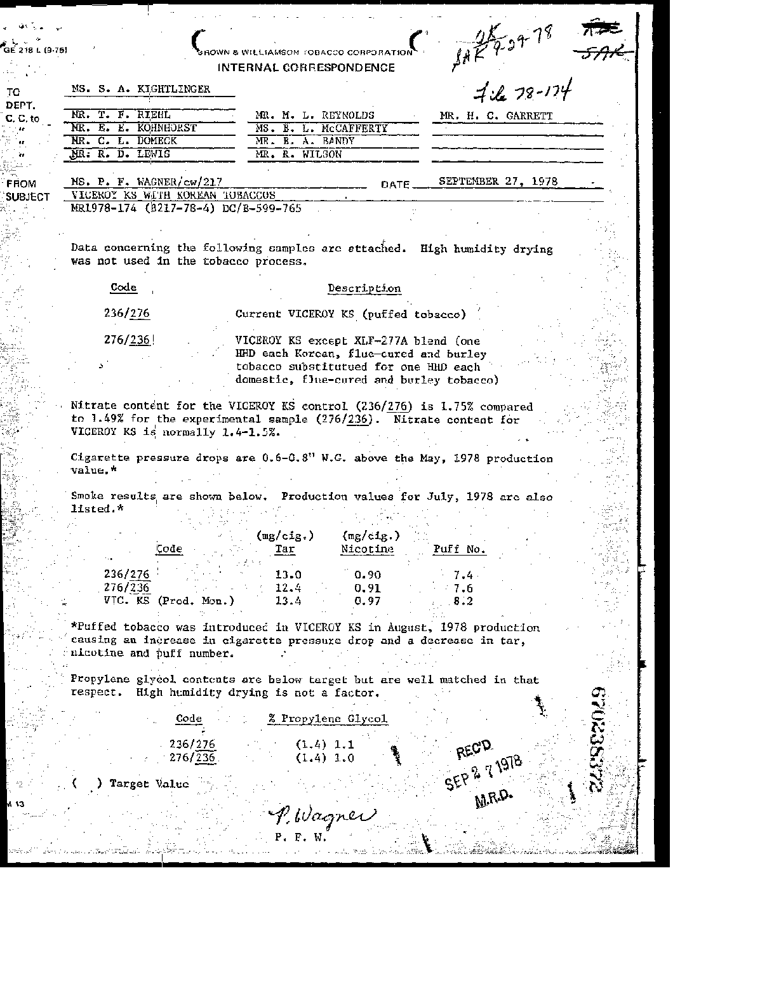 GE 218 L (9-75)
BROWN & WILLIAMSON TOBACCO CORPORATION
INTERNAL CORRESPONDENCE
OK
SAK 9-29-78
SAK
File 78-174
TO MS. S. A. KIGHTLINGER
DEPT.
C. C. to MR. T. F. RIEHL MR. M. L. REYNOLDS MR. H. C. GARRETT
" MR. E. E. KOHNHORST MS. B. L. McCAFFERTY
" MR. C. L. DOMECK MR. E. A. BANDY
" MR. R. D. LEWIS MR. R. WILSON
FROM MS. P. F. WAGNER/cw/217 DATE SEPTEMBER 27, 1978
SUBJECT VICEROY KS WITH KOREAN TOBACCOS
MR1978-174 (B217-78-4) DC/B-599-765
Data concerning the following samples are attached. High humidity drying
was not used in the tobacco process.
Code Description
236/276 Current VICEROY KS (puffed tobacco)
276/236 VICEROY KS except XLF-277A blend (one
HHD each Korean, flue-cured and burley
tobacco substitutued for one HHD each
domestic, flue-cured and burley tobacco)
Nitrate content for the VICEROY KS control (236/276) is 1.75% compared
to 1.49% for the experimental sample (276/236). Nitrate content for
VICEROY KS is normally 1.4-1.5%.
Cigarette pressure drops are 0.6-0.8" W.G. above the May, 1978 production
value.*
Smoke results are shown below. Production values for July, 1978 are also
listed.*
(mg/cig.) (mg/cig.)
Code Tar Nicotine Puff No.
236/276 13.0 0.90 7.4
276/236 12.4 0.91 7.6
VIC. KS (Prod. Mon.) 13.4 0.97 8.2
*Puffed tobacco was introduced in VICEROY KS in August, 1978 production
causing an increase in cigarette pressure drop and a decrease in tar,
nicotine and puff number.
Propylene glycol contents are below target but are well matched in that
respect. High humidity drying is not a factor.
Code % Propylene Glycol
236/276 (1.4) 1.1
276/236 (1.4) 1.0
( ) Target Value
REC'D
SEP 27 1978
M.R.D.
670238372
M 13
P. Wagner
P. F. W.